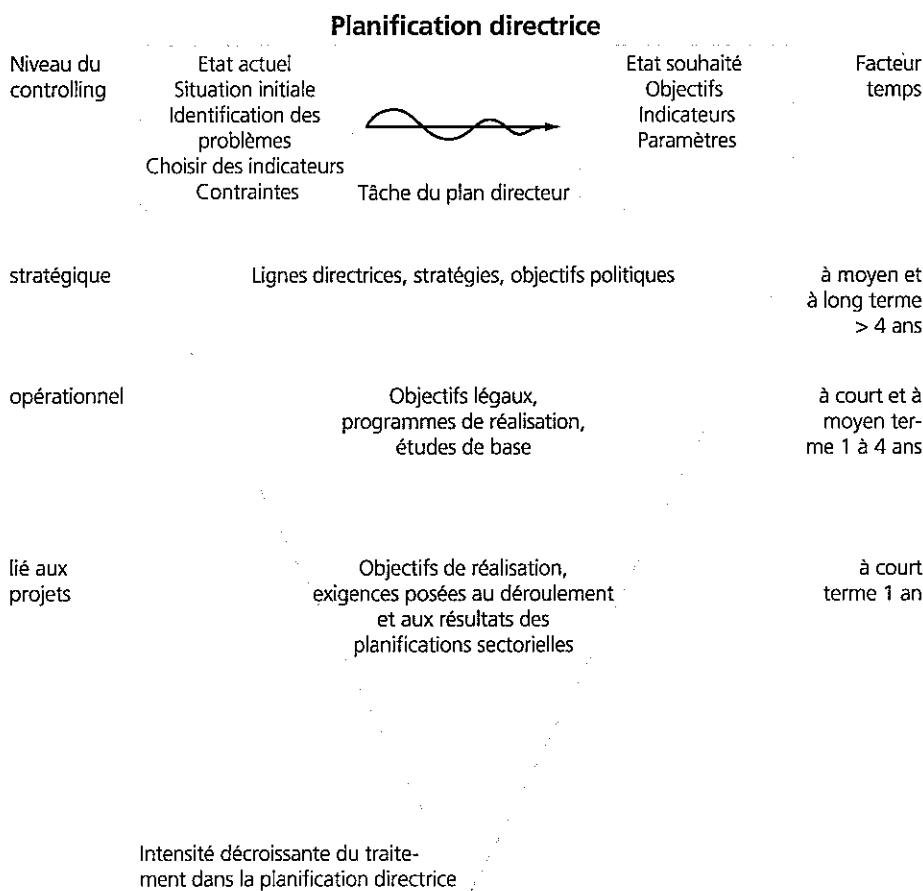 Planification directrice
Niveau du
controlling
Etat actuel
Situation initiale
Identification des
problèmes
Choisir des indicateurs
Contraintes
Tâche du plan directeur
Etat souhaité
Objectifs
Indicateurs
Paramètres
Facteur
temps
stratégique
Lignes directrices, stratégies, objectifs politiques
à moyen et
à long terme
> 4 ans
opérationnel
Objectifs légaux,
programmes de réalisation,
études de base
à court et à
moyen ter-
me 1 à 4 ans
lié aux
projets
Objectifs de réalisation,
exigences posées au déroulement
et aux résultats des
planifications sectorielles
à court
terme 1 an
Intensité décroissante du traite-
ment dans la planification directrice